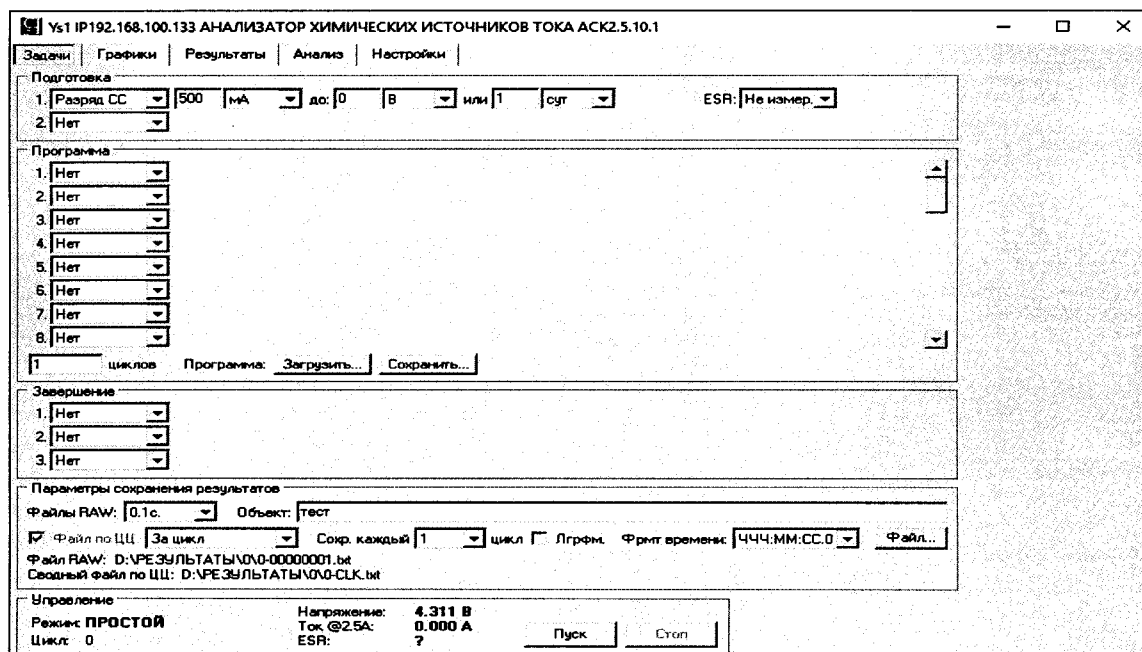 Ys1 IP192.168.100.133 АНАЛИЗАТОР ХИМИЧЕСКИХ ИСТОЧНИКОВ ТОКА АСК2.5.10.1
Задачи Графики Результаты Анализ Настройки
Подготовка
1. Разряд СС 500 мА до: 0 В или 1 сут ESR: Не измер.
2. Нет
Программа
1. Нет
2. Нет
3. Нет
4. Нет
5. Нет
6. Нет
7. Нет
8. Нет
1 циклов Программа: Загрузить... Сохранить...
Завершение
1. Нет
2. Нет
3. Нет
Параметры сохранения результатов
Файлы RAW: 0.1с. Объект: тест
Файл по ЦЦ За цикл Сохр. каждый 1 цикл Лгрфм. Фрмт времени: ЧЧЧ:ММ:СС.0 Файл...
Файл RAW: D:\РЕЗУЛЬТАТЫ\0\0-00000001.txt
Сводный файл по ЦЦ: D:\РЕЗУЛЬТАТЫ\0\0-CLK.txt
Управление
Режим: ПРОСТОЙ Напряжение: 4.311 В
Цикл: 0 Ток @2.5А: 0.000 А Пуск Стоп
ESR: ?